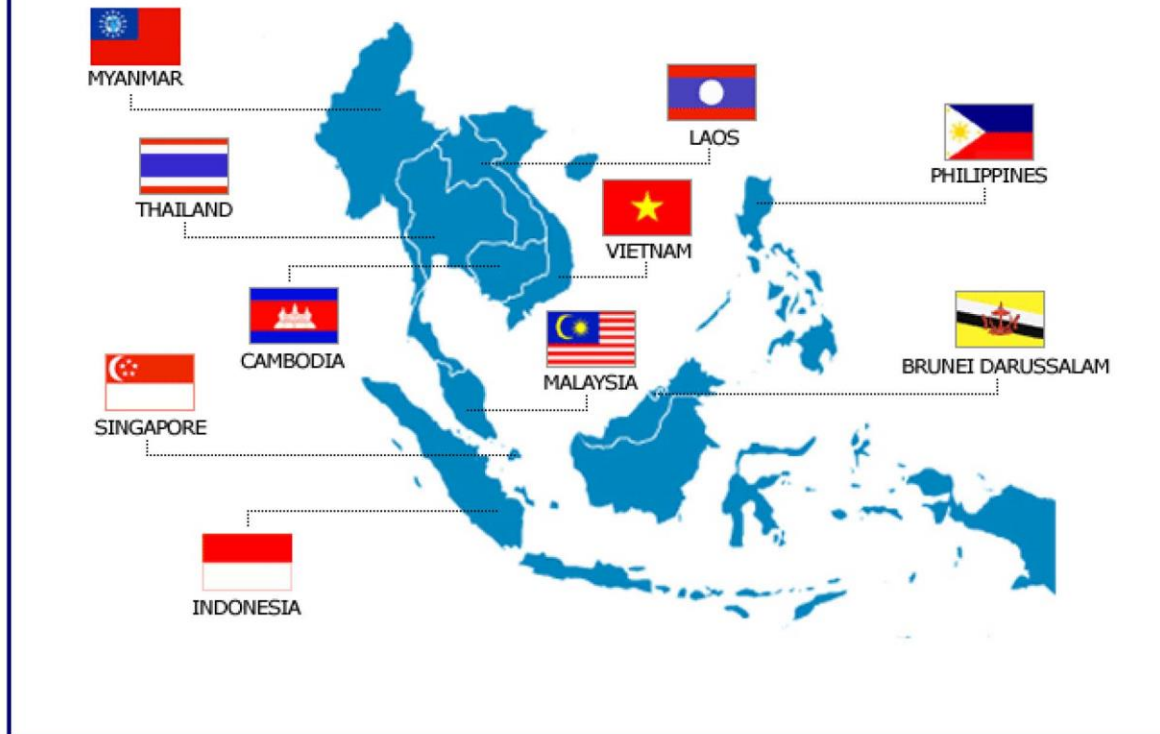 MYANMAR
LAOS
PHILIPPINES
THAILAND
VIETNAM
CAMBODIA
MALAYSIA
BRUNEI DARUSSALAM
SINGAPORE
INDONESIA